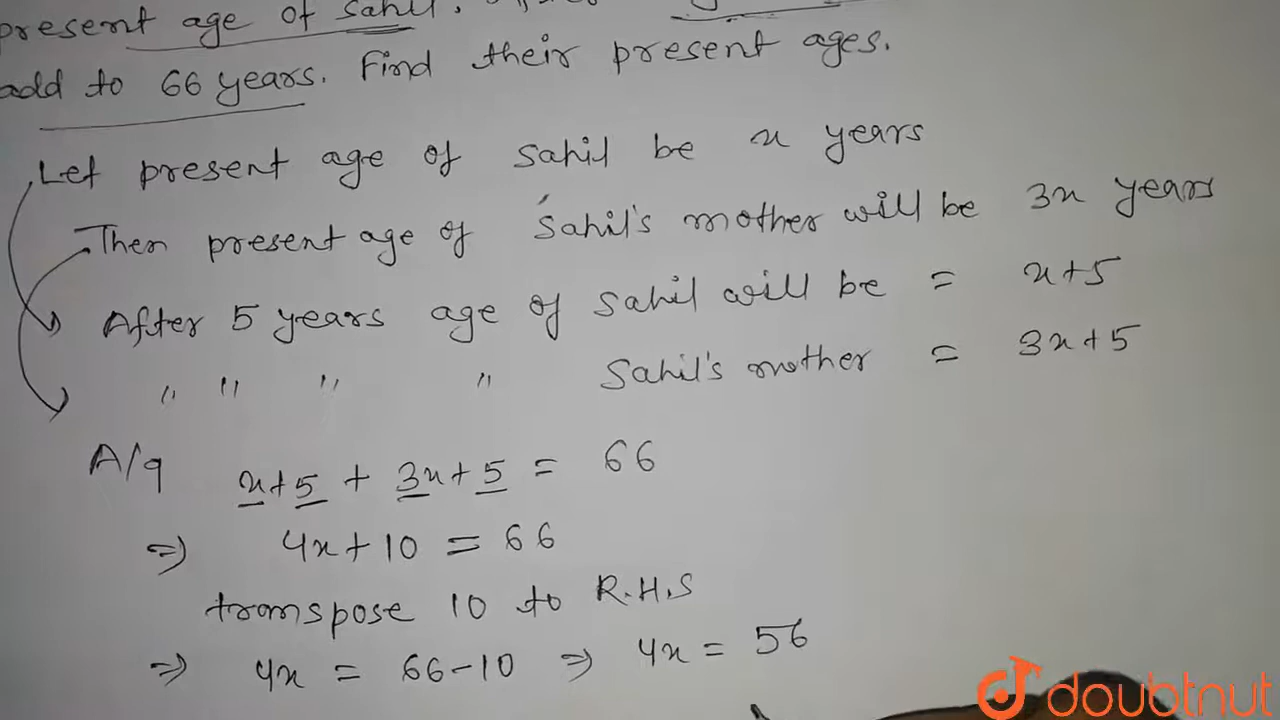 present age of Sahil.
add to 66 years. Find their present ages.
Let present age of Sahil be x years
Then present age of Sahil's mother will be 3x years
After 5 years age of Sahil will be = x+5
" " " " Sahil's mother = 3x+5
A/q x+5 + 3x+5 = 66
⇒ 4x+10 = 66
transpose 10 to R.H.S
⇒ 4x = 66-10 ⇒ 4x = 56
doubtnut